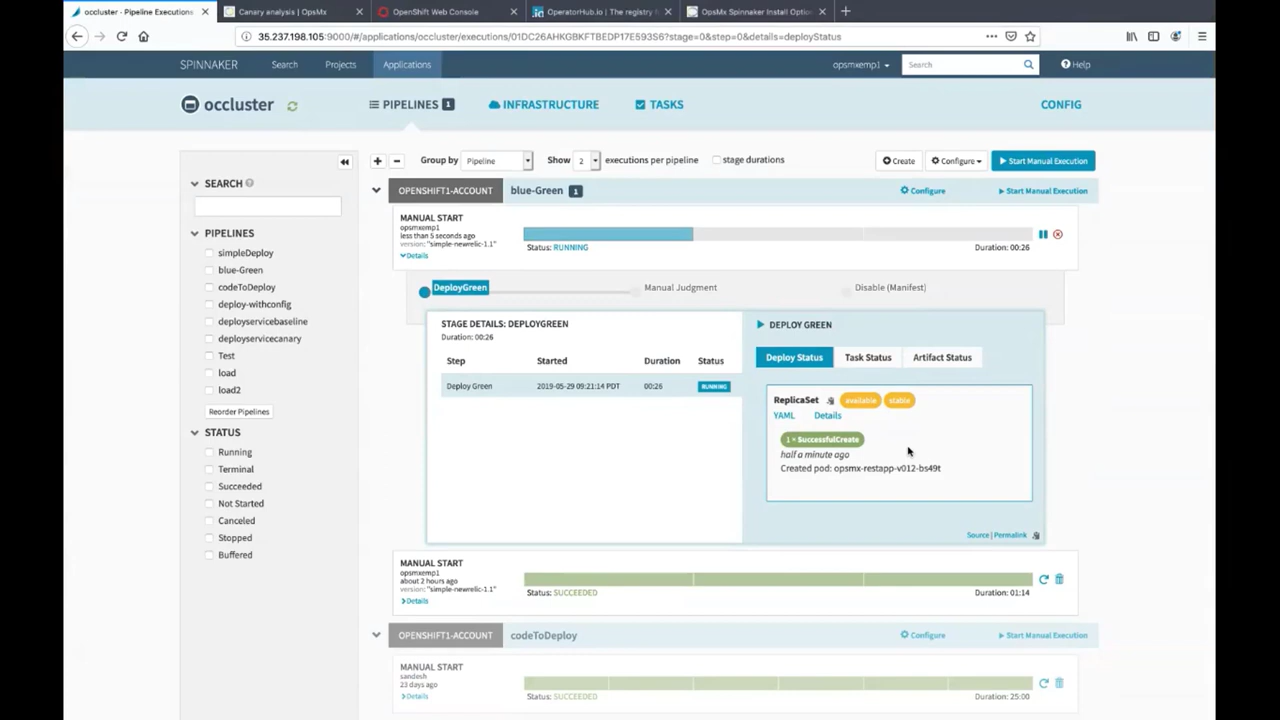 occluster - Pipeline Executions
Canary analysis | OpsMx
OpenShift Web Console
OperatorHub.io | The registry
OpsMx Spinnaker Install Optio
35.237.198.105:9000/#/applications/occluster/executions/01DC26AHKGBKFTBEDP17E593S6?stage=0&step=0&details=deployStatus
SPINNAKER
Search
Projects
Applications
opsmxemp1
Search
Help
occluster
PIPELINES 1
INFRASTRUCTURE
TASKS
CONFIG
Group by
Pipeline
Show
2
executions per pipeline
stage durations
Create
Configure
Start Manual Execution
SEARCH
PIPELINES
simpleDeploy
blue-Green
codeToDeploy
deploy-withconfig
deployservicebaseline
deployservicecanary
Test
load
load2
Reorder Pipelines
STATUS
Running
Terminal
Succeeded
Not Started
Canceled
Stopped
Buffered
OPENSHIFT1-ACCOUNT
blue-Green 1
Configure
Start Manual Execution
MANUAL START
opsmxemp1
less than 5 seconds ago
version: "simple-newrelic-1.1"
Details
Status: RUNNING
Duration: 00:26
DeployGreen
Manual Judgment
Disable (Manifest)
STAGE DETAILS: DEPLOYGREEN
Duration: 00:26
Step Started Duration Status
Deploy Green 2019-05-29 09:21:14 PDT 00:26 RUNNING
DEPLOY GREEN
Deploy Status
Task Status
Artifact Status
ReplicaSet available stable
YAML Details
1 × SuccessfulCreate
half a minute ago
Created pod: opsmx-restapp-v012-bs49t
Source | Permalink
MANUAL START
opsmxemp1
about 2 hours ago
version: "simple-newrelic-1.1"
Details
Status: SUCCEEDED
Duration: 01:14
OPENSHIFT1-ACCOUNT
codeToDeploy
Configure
Start Manual Execution
MANUAL START
sandesh
23 days ago
Details
Status: SUCCEEDED
Duration: 25:00